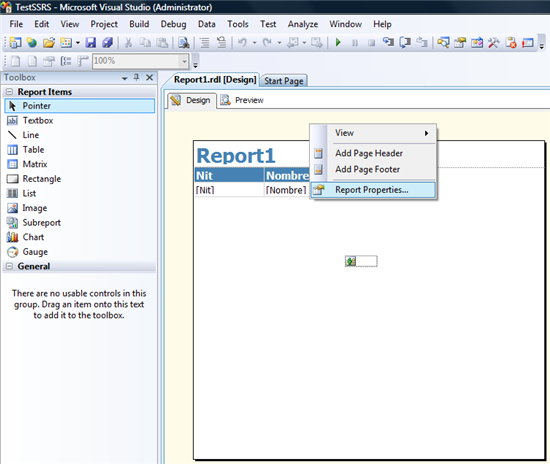 TestSSRS - Microsoft Visual Studio (Administrator)
File Edit View Project Build Debug Data Tools Test Analyze Window Help
100%
Toolbox
Report Items
Pointer
Textbox
Line
Table
Matrix
Rectangle
List
Image
Subreport
Chart
Gauge
General
There are no usable controls in this
group. Drag an item onto this text
to add it to the toolbox.
Report1.rdl [Design] Start Page
Design Preview
Report1
Nit Nombre
[Nit] [Nombre]
View
Add Page Header
Add Page Footer
Report Properties...